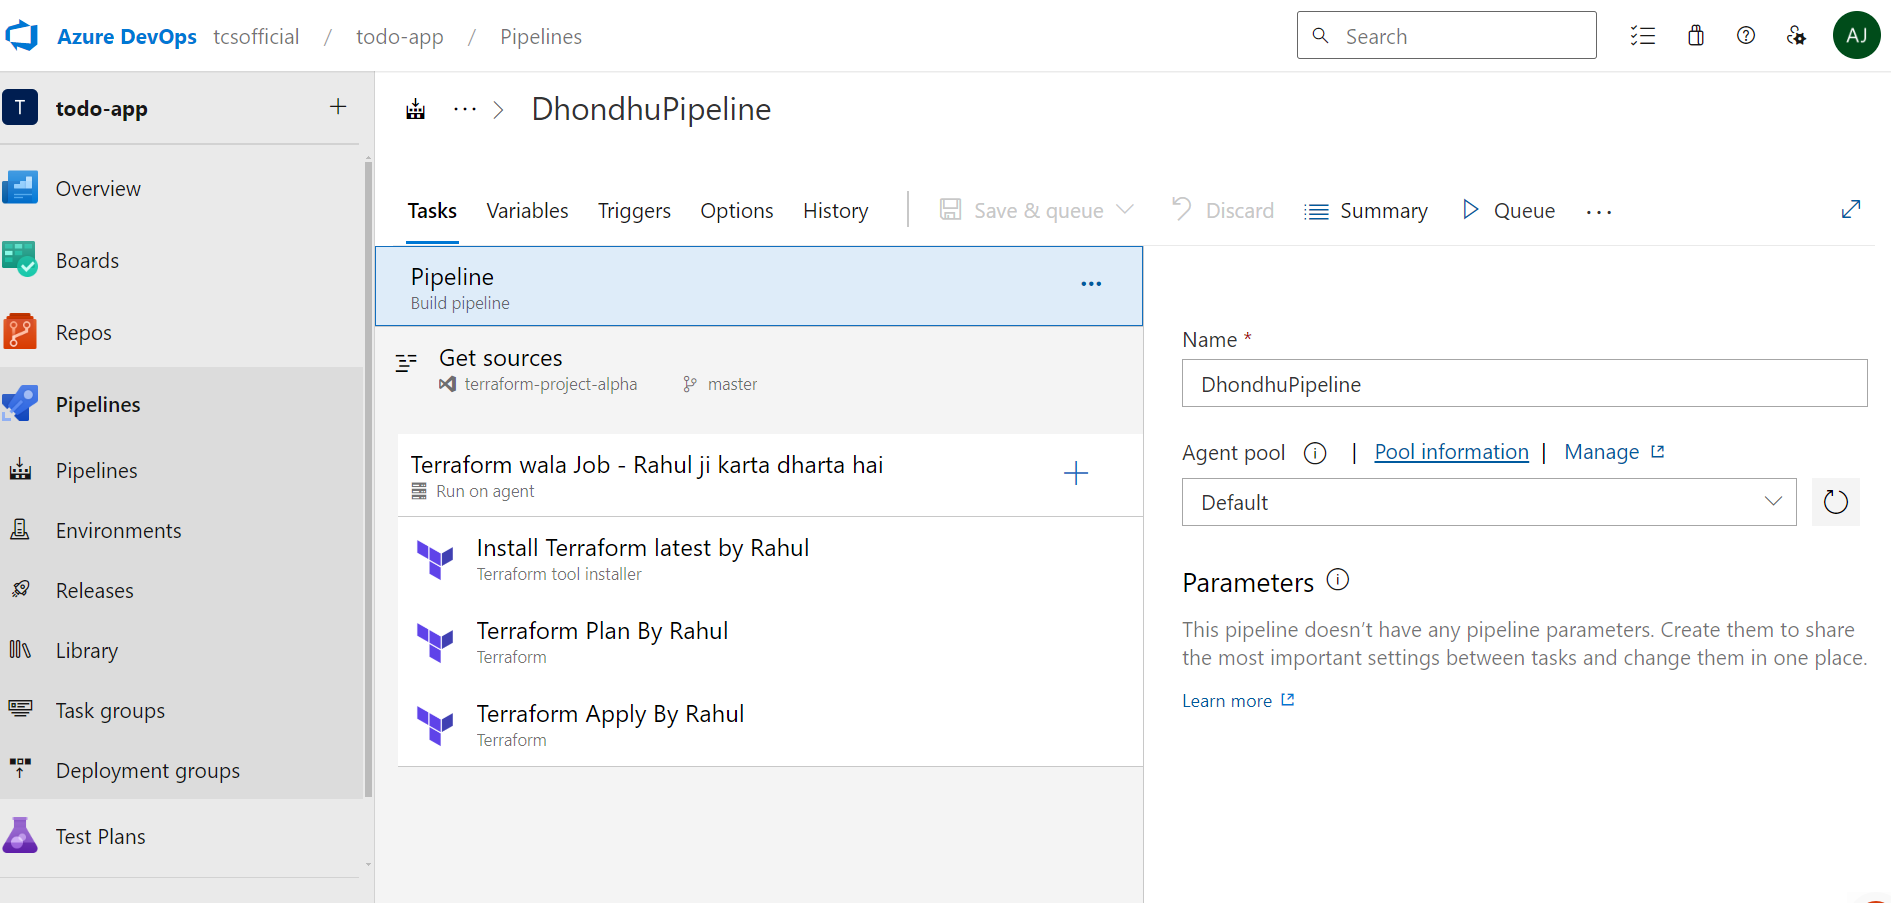 Azure DevOps tcsofficial / todo-app / Pipelines
Search
AJ
T todo-app
Overview
Boards
Repos
Pipelines
Pipelines
Environments
Releases
Library
Task groups
Deployment groups
Test Plans
DhondhuPipeline
Tasks Variables Triggers Options History Save & queue Discard Summary Queue
Pipeline
Build pipeline
Get sources
terraform-project-alpha master
Terraform wala Job - Rahul ji karta dharta hai
Run on agent
Install Terraform latest by Rahul
Terraform tool installer
Terraform Plan By Rahul
Terraform
Terraform Apply By Rahul
Terraform
Name *
DhondhuPipeline
Agent pool | Pool information | Manage
Default
Parameters
This pipeline doesn’t have any pipeline parameters. Create them to share
the most important settings between tasks and change them in one place.
Learn more